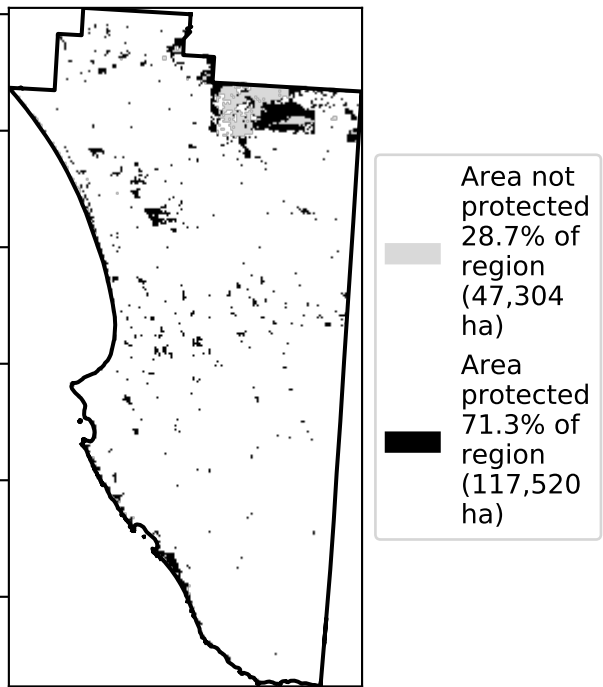 Area not
protected
28.7% of
region
(47,304
ha)
Area
protected
71.3% of
region
(117,520
ha)